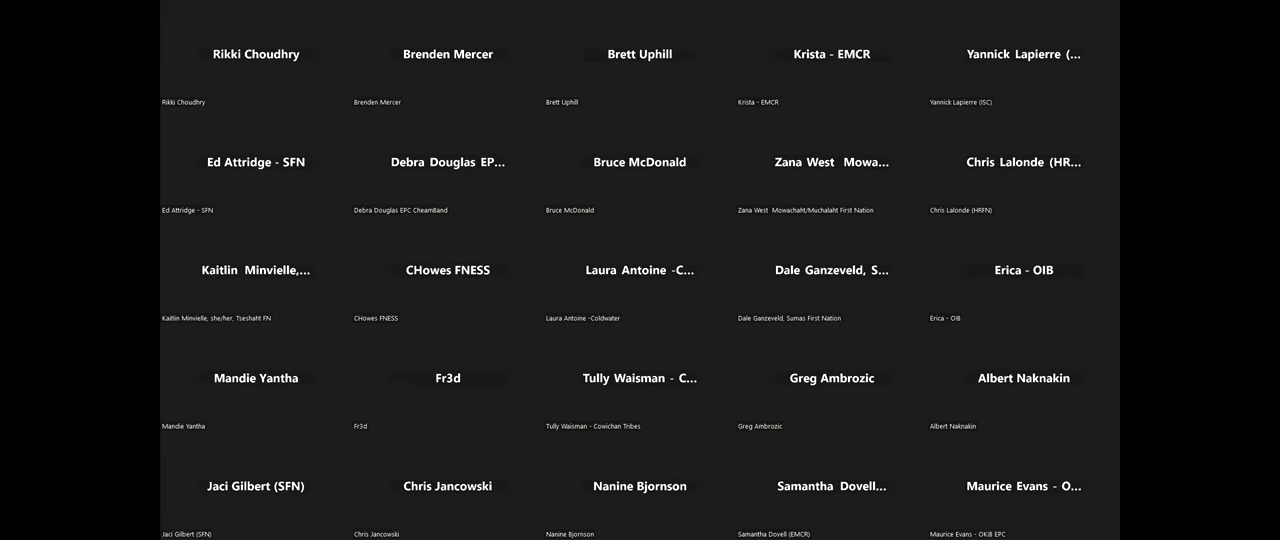 Rikki Choudhry
Brenden Mercer
Brett Uphill
Krista - EMCR
Yannick Lapierre (...
Rikki Choudhry
Brenden Mercer
Brett Uphill
Krista - EMCR
Yannick Lapierre (ISC)
Ed Attridge - SFN
Debra Douglas EP...
Bruce McDonald
Zana West Mowa...
Chris Lalonde (HR...
Ed Attridge - SFN
Debra Douglas EPC CheamBand
Bruce McDonald
Zana West Mowachaht/Muchalaht First Nation
Chris Lalonde (HRFN)
Kaitlin Minvielle,...
CHowes FNESS
Laura Antoine -C...
Dale Ganzeveld, S...
Erica - OIB
Kaitlin Minvielle, she/her, Tseshaht FN
CHowes FNESS
Laura Antoine -Coldwater
Dale Ganzeveld, Sumas First Nation
Erica - OIB
Mandie Yantha
Fr3d
Tully Waisman - C...
Greg Ambrozic
Albert Naknakin
Mandie Yantha
Fr3d
Tully Waisman - Cowichan Tribes
Greg Ambrozic
Albert Naknakin
Jaci Gilbert (SFN)
Chris Jancowski
Nanine Bjornson
Samantha Dovell...
Maurice Evans - O...
Jaci Gilbert (SFN)
Chris Jancowski
Nanine Bjornson
Samantha Dovell (EMCR)
Maurice Evans - OKIB EPC